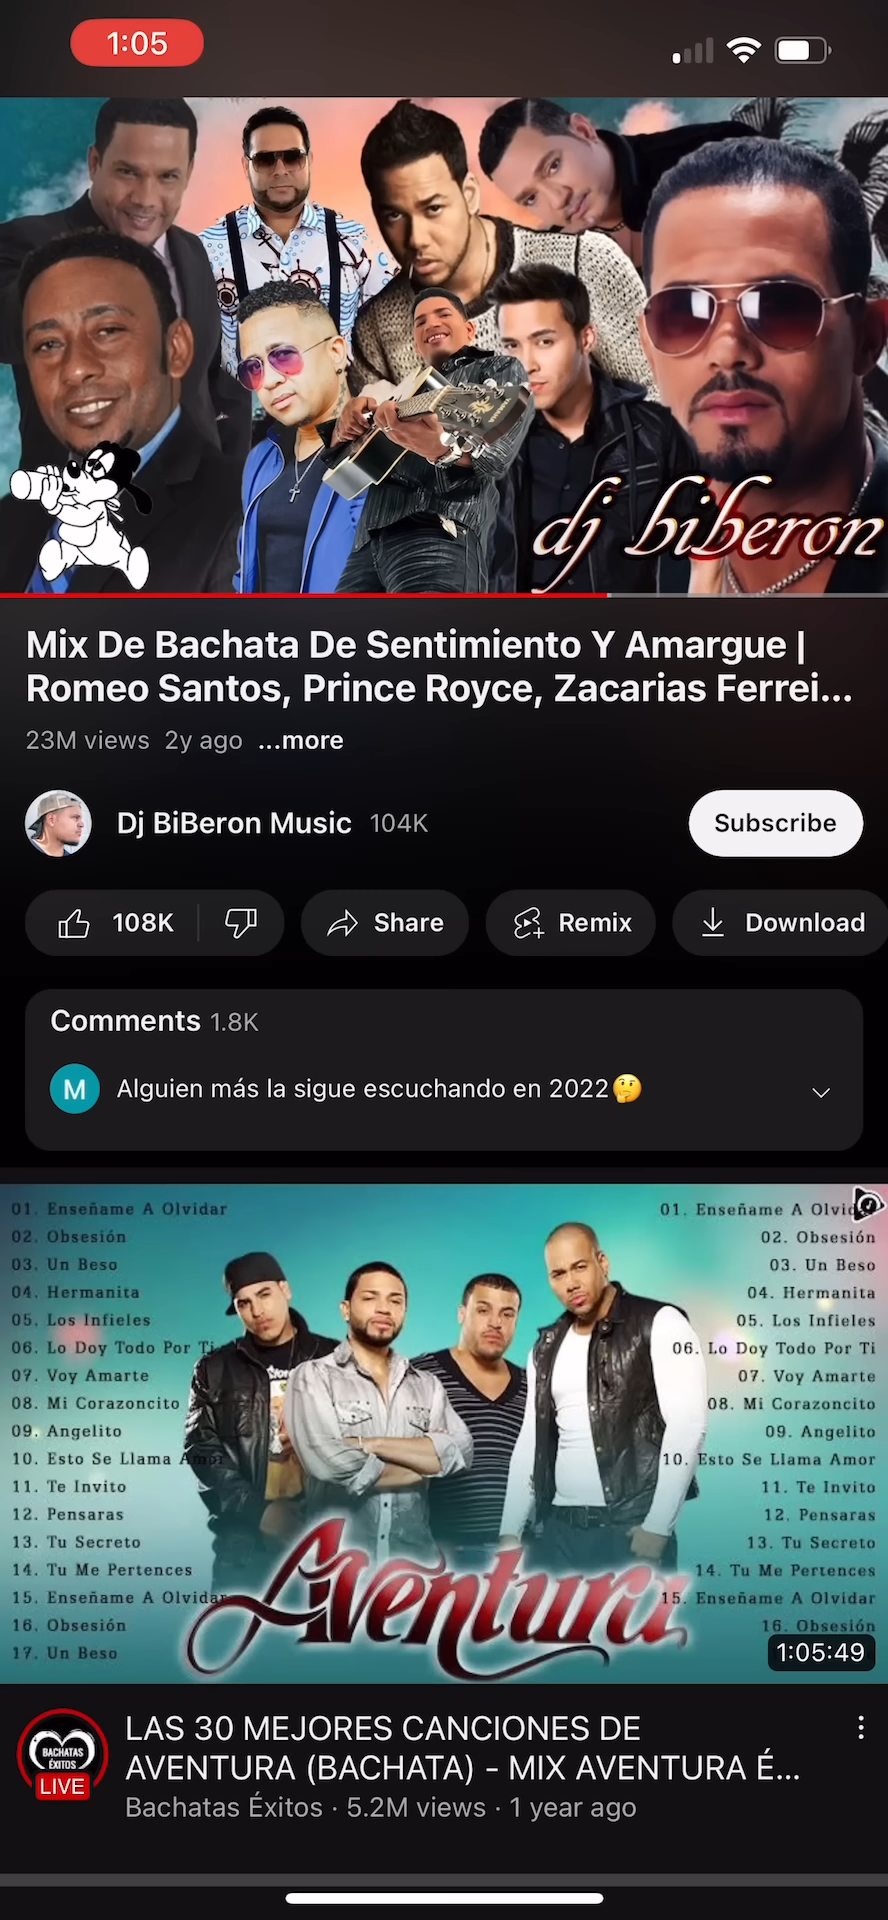 1:05
dj biberon
Mix De Bachata De Sentimiento Y Amargue |
Romeo Santos, Prince Royce, Zacarias Ferrei...
23M views 2y ago ...more
Dj BiBeron Music 104K
Subscribe
108K
Share
Remix
Download
Comments 1.8K
M
Alguien más la sigue escuchando en 2022🤔
01. Enseñame A Olvidar
02. Obsesión
03. Un Beso
04. Hermanita
05. Los Infieles
06. Lo Doy Todo Por Ti
07. Voy Amarte
08. Mi Corazoncito
09. Angelito
10. Esto Se Llama Amor
11. Te Invito
12. Pensaras
13. Tu Secreto
14. Tu Me Pertences
15. Enseñame A Olvidar
16. Obsesión
17. Un Beso
01. Enseñame A Olvid
02. Obsesión
03. Un Beso
04. Hermanita
05. Los Infieles
06. Lo Doy Todo Por Ti
07. Voy Amarte
08. Mi Corazoncito
09. Angelito
10. Esto Se Llama Amor
11. Te Invito
12. Pensaras
13. Tu Secreto
14. Tu Me Pertences
15. Enseñame A Olvidar
16. Obsesión
Aventura
1:05:49
BACHATAS
ÉXITOS
LIVE
LAS 30 MEJORES CANCIONES DE
AVENTURA (BACHATA) - MIX AVENTURA É...
Bachatas Éxitos · 5.2M views · 1 year ago